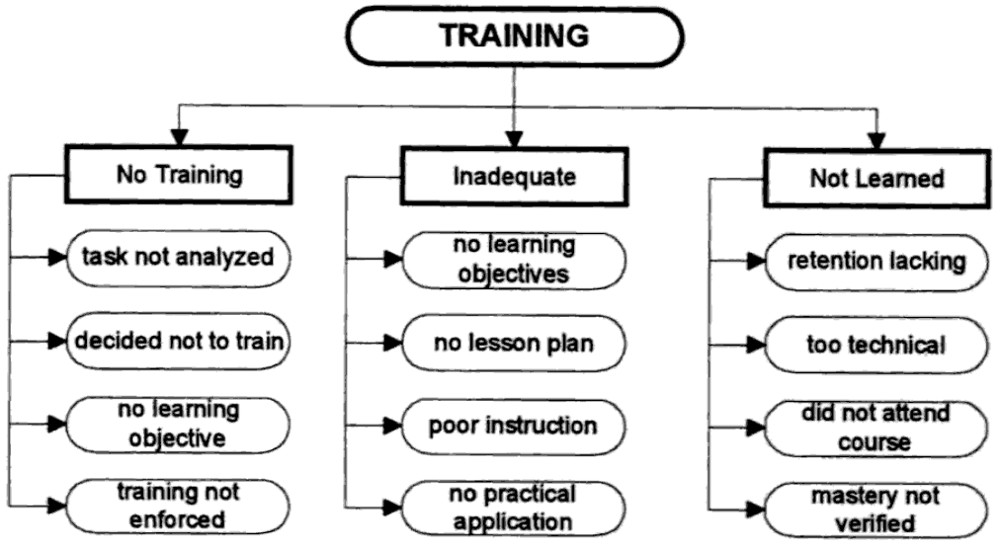 TRAINING
No Training
task not analyzed
decided not to train
no learning
objective
training not
enforced
Inadequate
no learning
objectives
no lesson plan
poor instruction
no practical
application
Not Learned
retention lacking
too technical
did not attend
course
mastery not
verified